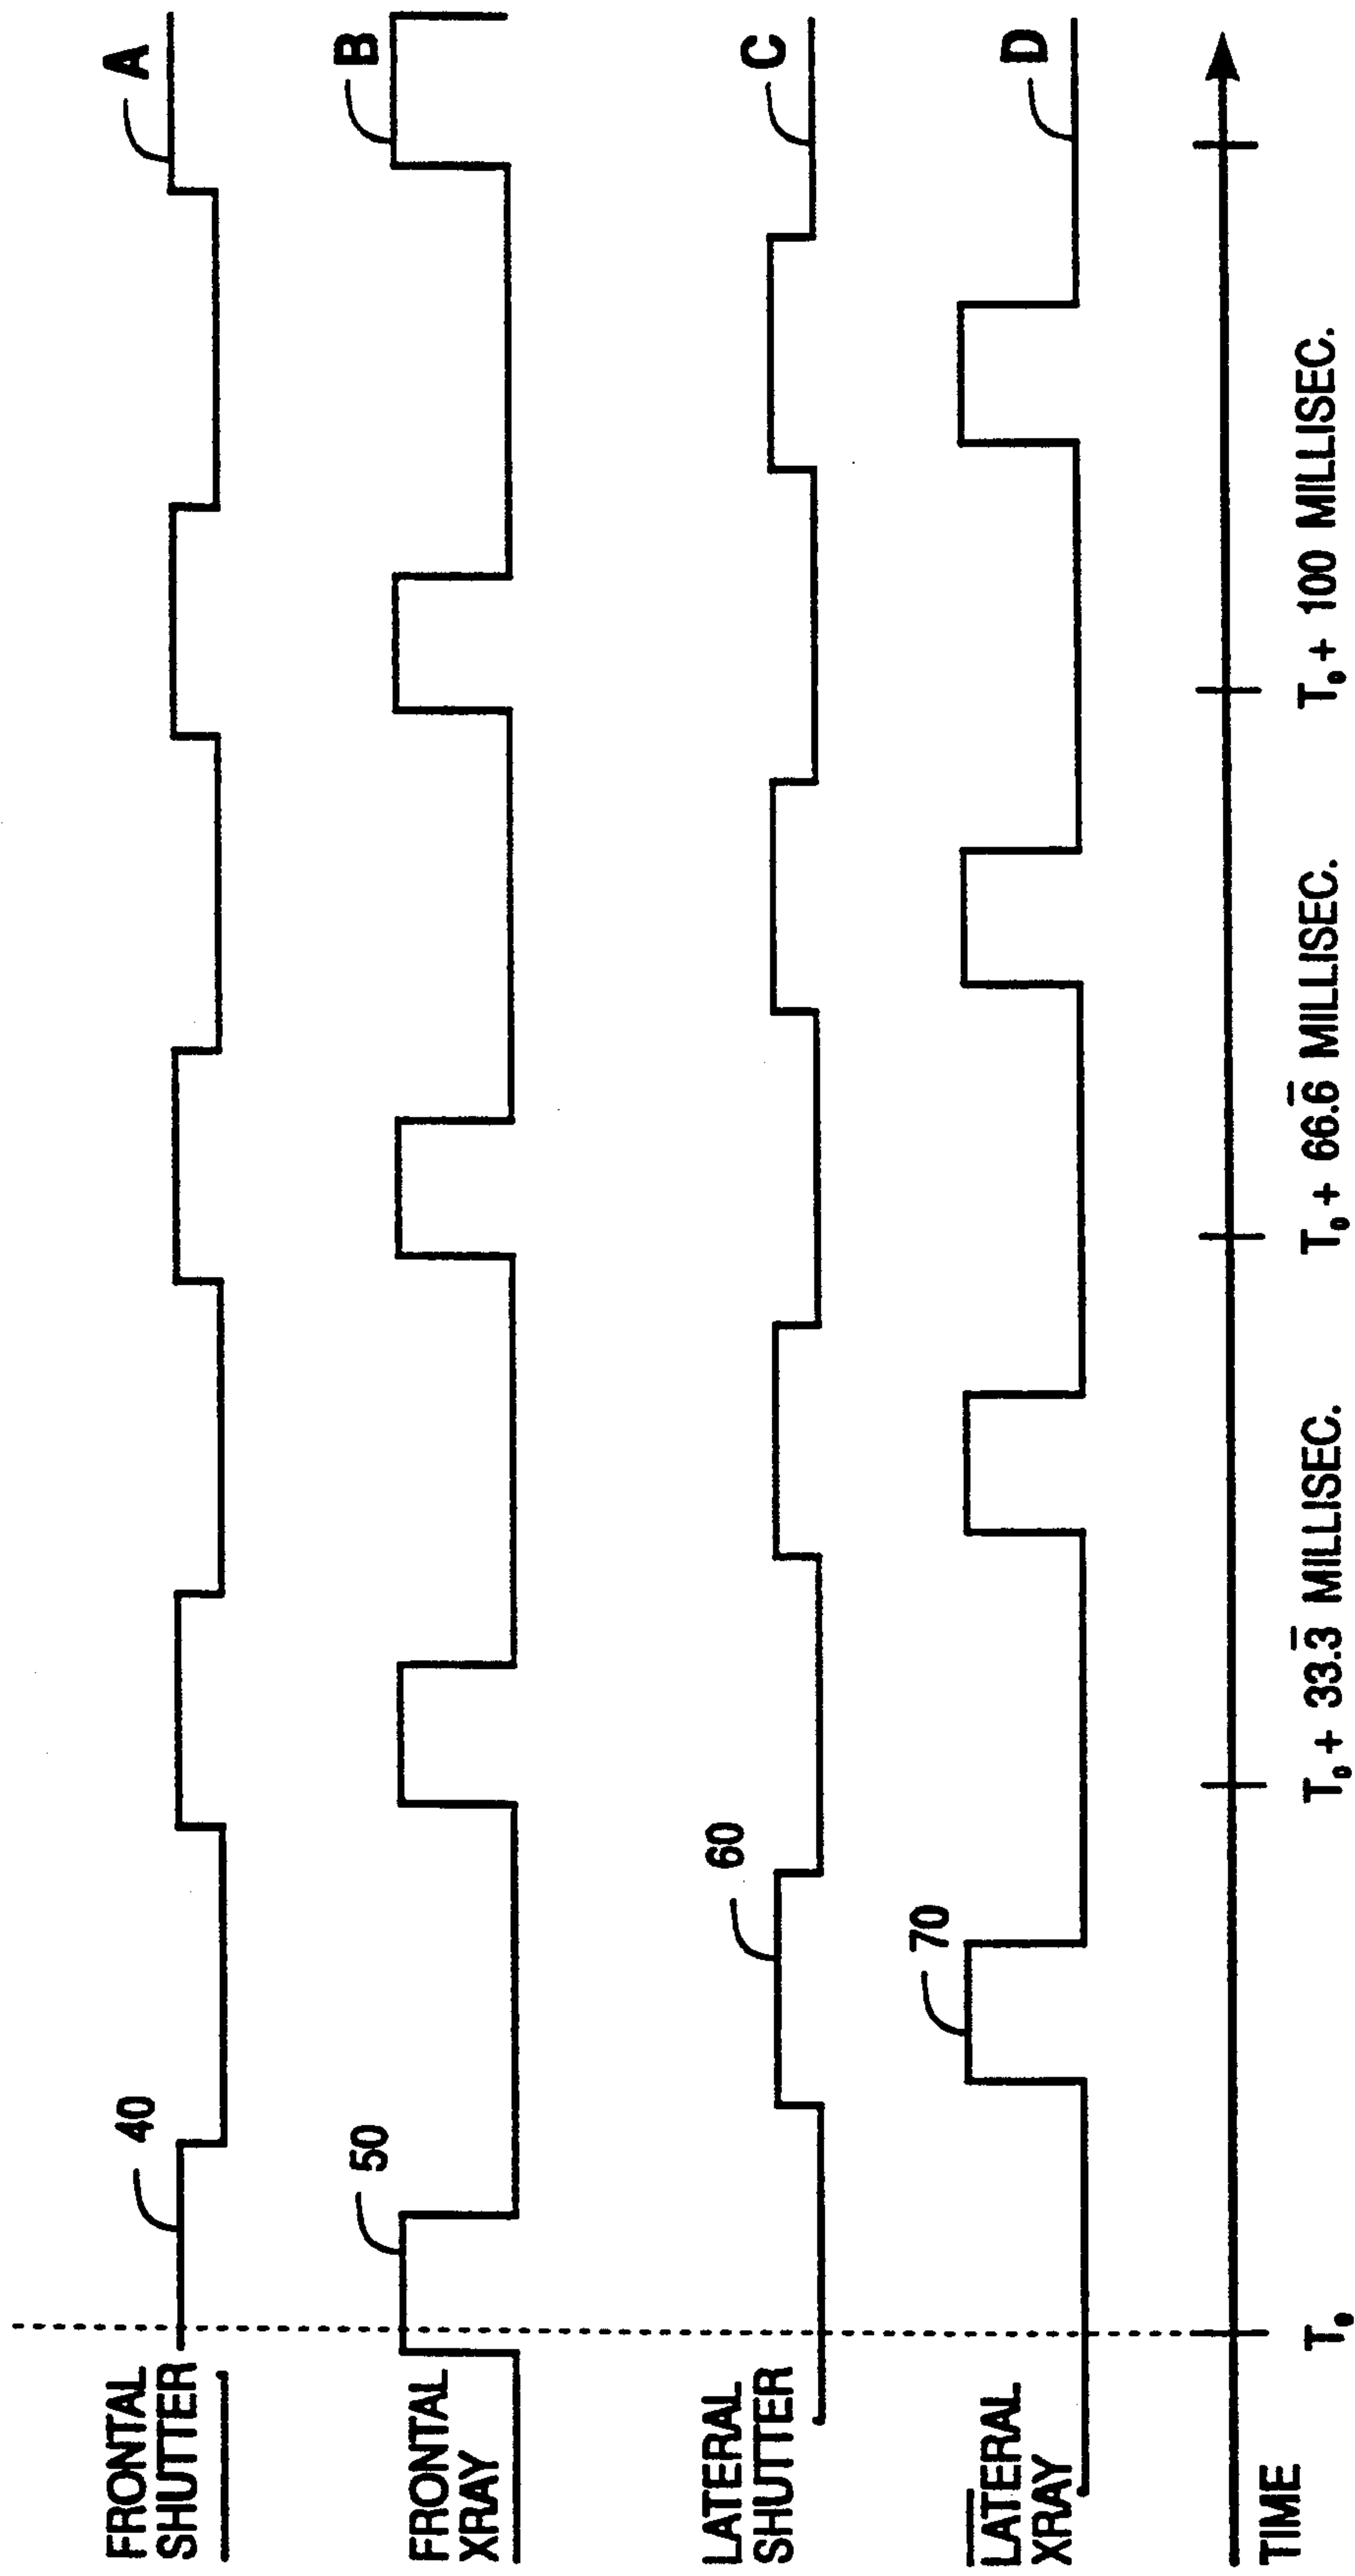 FRONTAL
SHUTTER
40
A
FRONTAL
XRAY
50
B
LATERAL
SHUTTER
60
C
LATERAL
XRAY
70
D
TIME
T₀
T₀ + 33.3̅ MILLISEC.
T₀ + 66.6̅ MILLISEC.
T₀ + 100 MILLISEC.